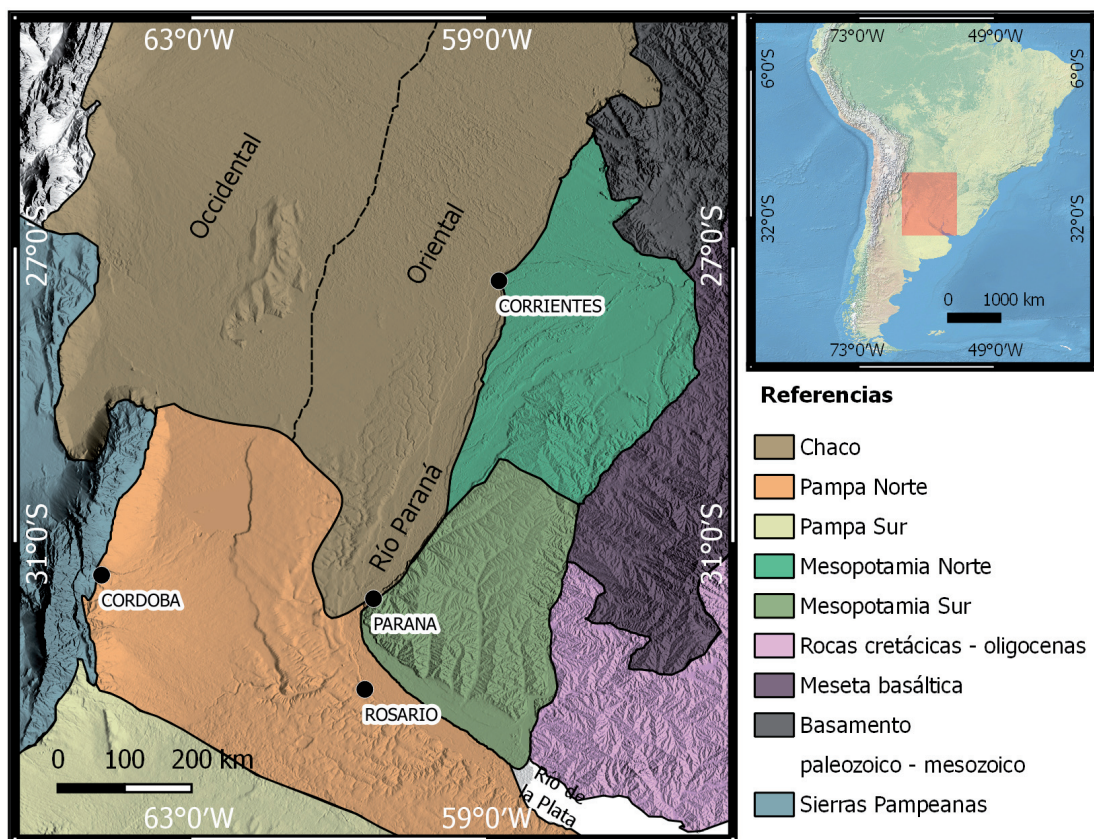 63°0′W
59°0′W
Occidental
Oriental
27°0′S
27°0′S
CORRIENTES
Río Paraná
31°0′S
31°0′S
CORDOBA
PARANA
ROSARIO
0 100 200 km
Río de
la Plata
63°0′W
59°0′W
73°0′W
49°0′W
6°0′S
6°0′S
32°0′S
32°0′S
0 1000 km
73°0′W
49°0′W
Referencias
Chaco
Pampa Norte
Pampa Sur
Mesopotamia Norte
Mesopotamia Sur
Rocas cretácicas - oligocenas
Meseta basáltica
Basamento
paleozoico - mesozoico
Sierras Pampeanas